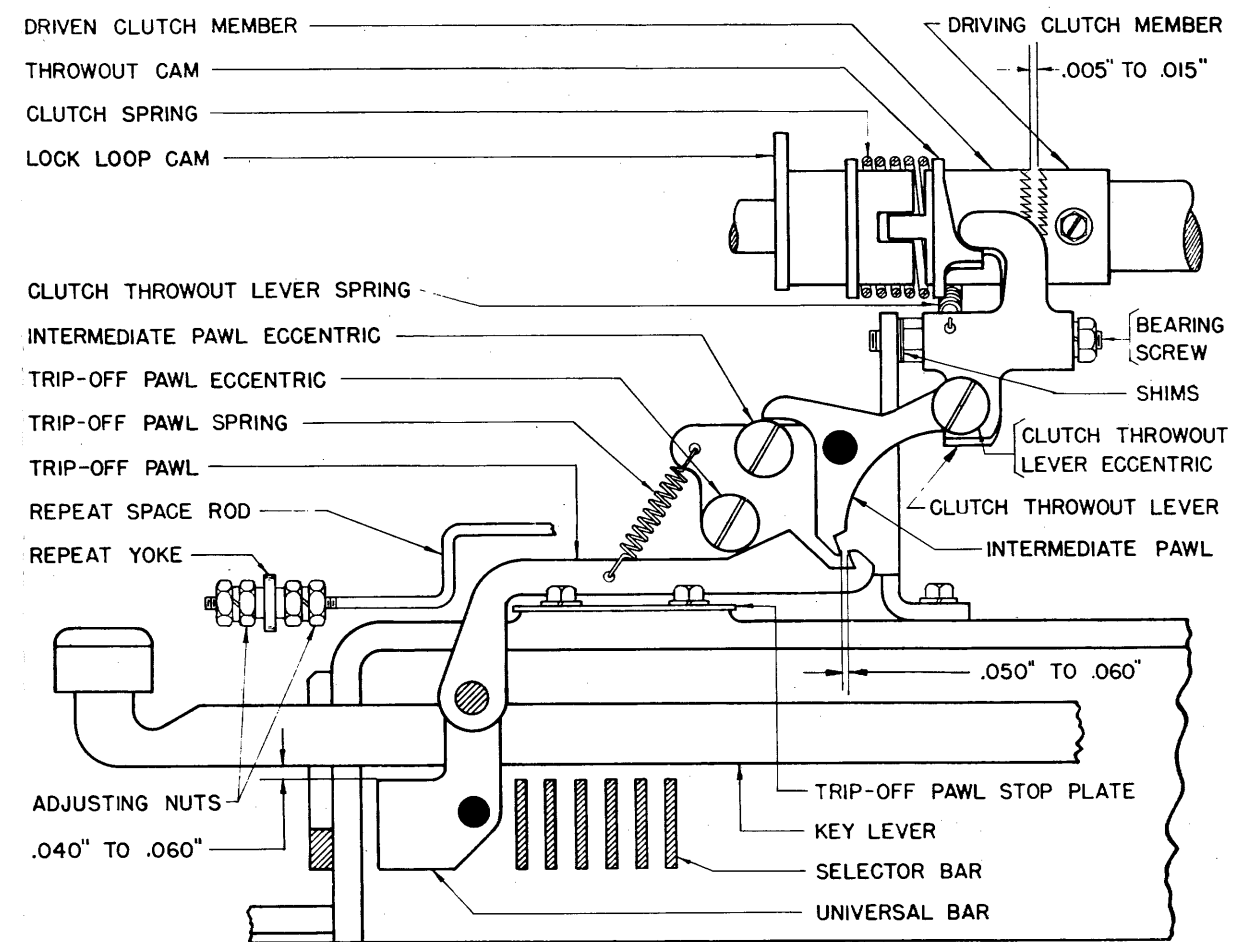 DRIVEN CLUTCH MEMBER
THROWOUT CAM
CLUTCH SPRING
LOCK LOOP CAM
DRIVING CLUTCH MEMBER
.005" TO .015"
CLUTCH THROWOUT LEVER SPRING
INTERMEDIATE PAWL ECCENTRIC
TRIP-OFF PAWL ECCENTRIC
TRIP-OFF PAWL SPRING
TRIP-OFF PAWL
REPEAT SPACE ROD
REPEAT YOKE
BEARING
SCREW
SHIMS
CLUTCH THROWOUT
LEVER ECCENTRIC
CLUTCH THROWOUT LEVER
INTERMEDIATE PAWL
.050" TO .060"
ADJUSTING NUTS
.040" TO .060"
TRIP-OFF PAWL STOP PLATE
KEY LEVER
SELECTOR BAR
UNIVERSAL BAR